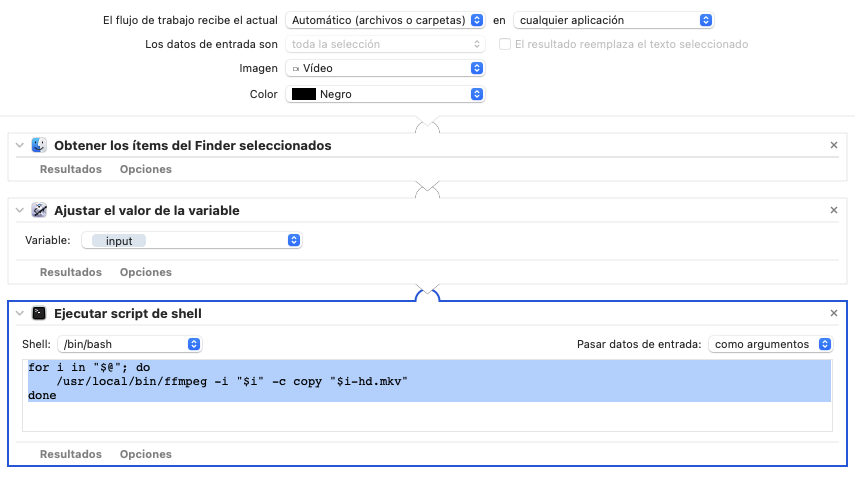 El flujo de trabajo recibe el actual Automático (archivos o carpetas) en cualquier aplicación
Los datos de entrada son toda la selección El resultado reemplaza el texto seleccionado
Imagen Vídeo
Color Negro
Obtener los ítems del Finder seleccionados
Resultados Opciones
Ajustar el valor de la variable
Variable: input
Resultados Opciones
Ejecutar script de shell
Shell: /bin/bash Pasar datos de entrada: como argumentos
for i in "$@"; do
    /usr/local/bin/ffmpeg -i "$i" -c copy "$i-hd.mkv"
done
Resultados Opciones